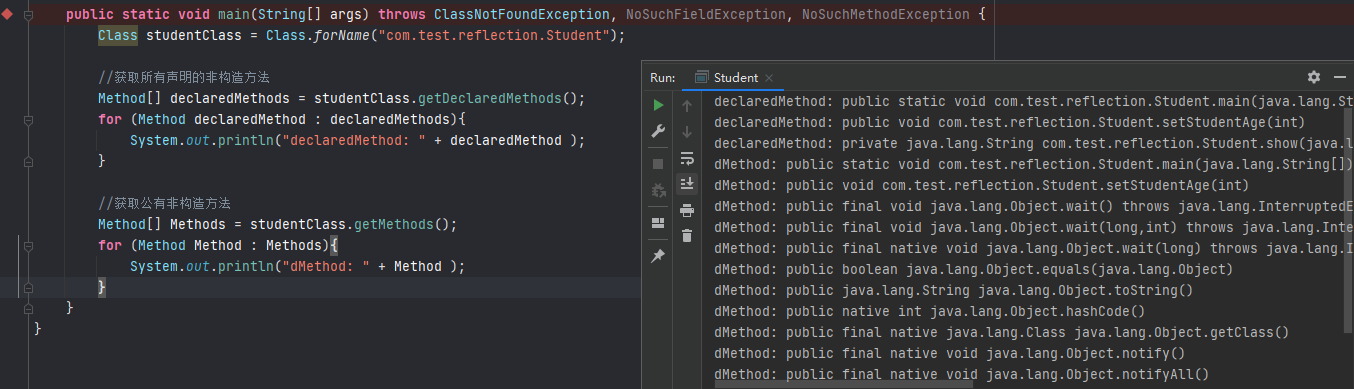 public static void main(String[] args) throws ClassNotFoundException, NoSuchFieldException, NoSuchMethodException {
Class studentClass = Class.forName("com.test.reflection.Student");
//获取所有声明的非构造方法
Method[] declaredMethods = studentClass.getDeclaredMethods();
for (Method declaredMethod : declaredMethods){
System.out.println("declaredMethod: " + declaredMethod );
}
//获取公有非构造方法
Method[] Methods = studentClass.getMethods();
for (Method Method : Methods){
System.out.println("dMethod: " + Method );
}
}
}
Run: Student
declaredMethod: public static void com.test.reflection.Student.main(java.lang.St
declaredMethod: public void com.test.reflection.Student.setStudentAge(int)
declaredMethod: private java.lang.String com.test.reflection.Student.show(java.l
dMethod: public static void com.test.reflection.Student.main(java.lang.String[])
dMethod: public void com.test.reflection.Student.setStudentAge(int)
dMethod: public final void java.lang.Object.wait() throws java.lang.InterruptedE
dMethod: public final void java.lang.Object.wait(long,int) throws java.lang.Inte
dMethod: public final native void java.lang.Object.wait(long) throws java.lang.I
dMethod: public boolean java.lang.Object.equals(java.lang.Object)
dMethod: public java.lang.String java.lang.Object.toString()
dMethod: public native int java.lang.Object.hashCode()
dMethod: public final native java.lang.Class java.lang.Object.getClass()
dMethod: public final native void java.lang.Object.notify()
dMethod: public final native void java.lang.Object.notifyAll()